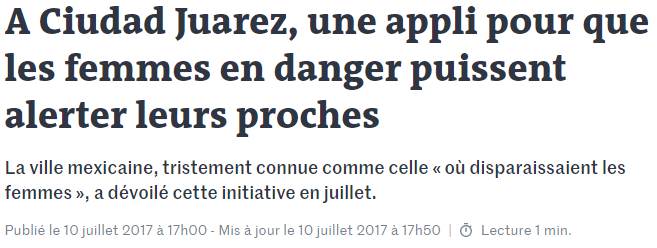 A Ciudad Juarez, une appli pour que
les femmes en danger puissent
alerter leurs proches
La ville mexicaine, tristement connue comme celle « où disparaissaient les
femmes », a dévoilé cette initiative en juillet.
Publié le 10 juillet 2017 à 17h00 - Mis à jour le 10 juillet 2017 à 17h50 | Lecture 1 min.